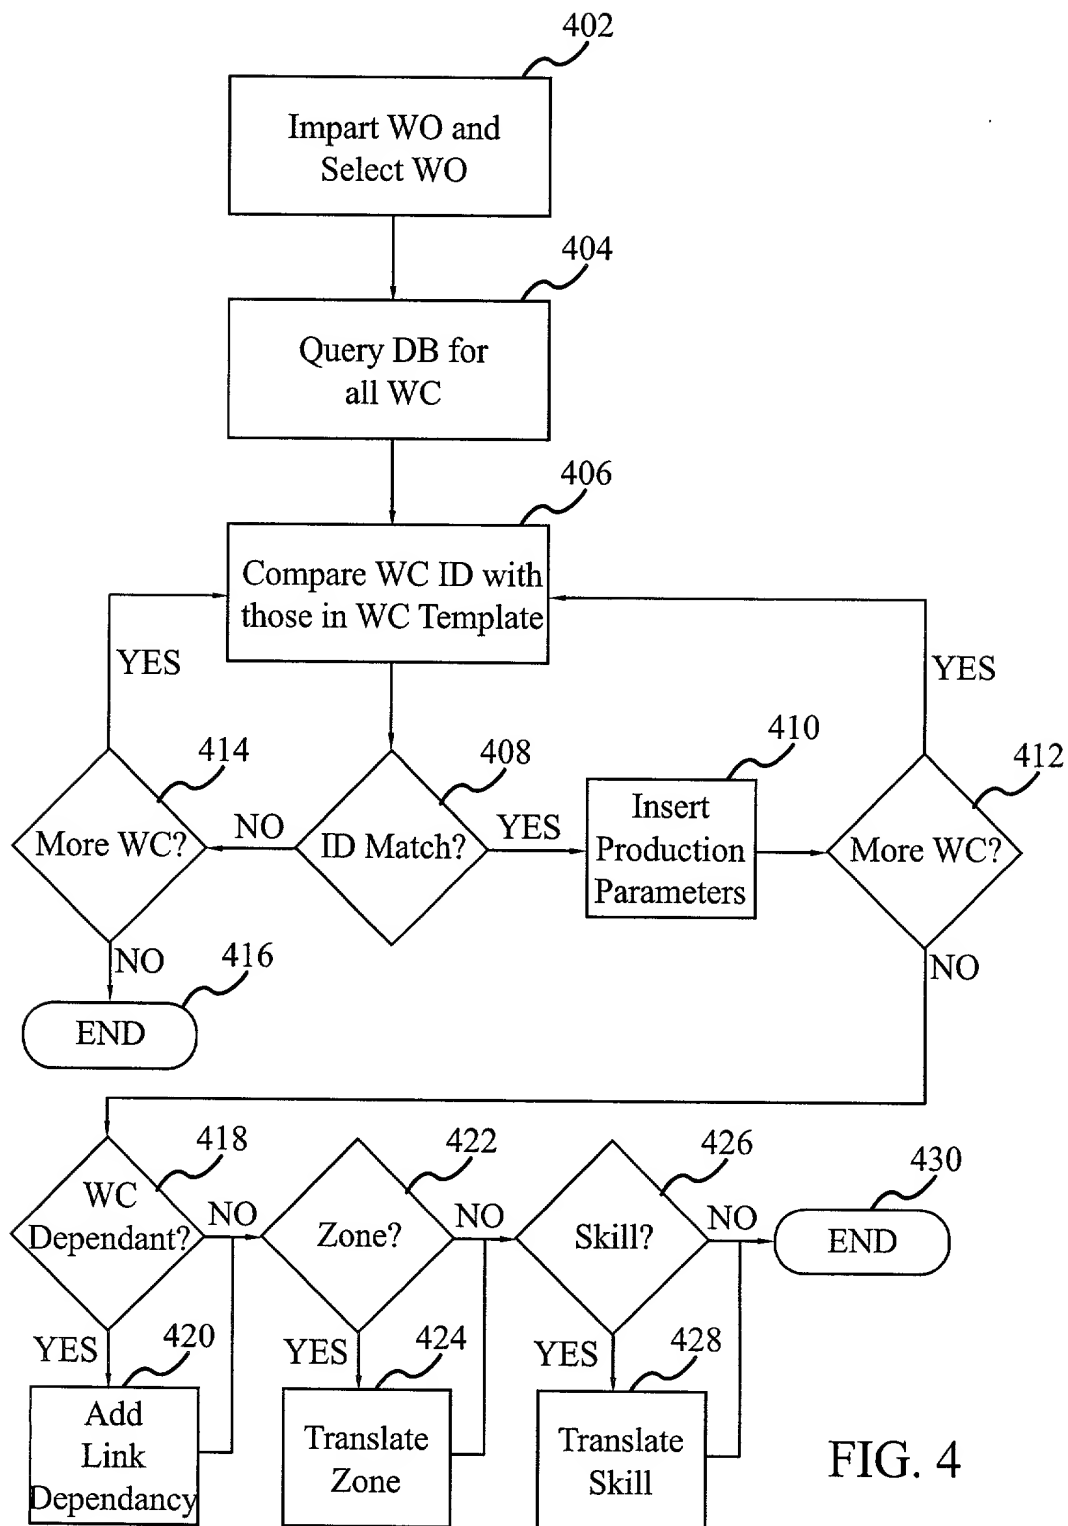 402
Impart WO and
Select WO
404
Query DB for
all WC
406
Compare WC ID with
those in WC Template
YES
YES
414
408
410
412
More WC?
NO
ID Match?
YES
Insert
Production
Parameters
More WC?
NO
416
END
NO
418
WC
Dependant?
NO
422
Zone?
NO
426
Skill?
NO
430
END
YES
420
Add
Link
Dependancy
YES
424
Translate
Zone
YES
428
Translate
Skill
FIG. 4